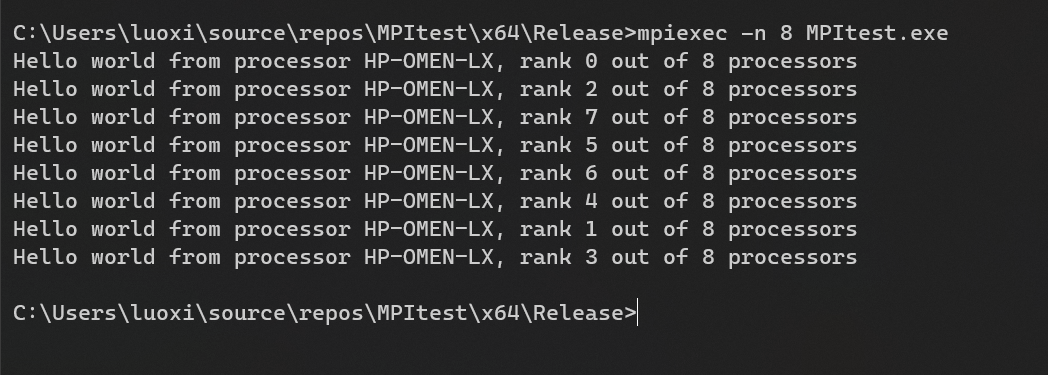 C:\Users\luoxi\source\repos\MPItest\x64\Release>mpiexec -n 8 MPItest.exe
Hello world from processor HP-OMEN-LX, rank 0 out of 8 processors
Hello world from processor HP-OMEN-LX, rank 2 out of 8 processors
Hello world from processor HP-OMEN-LX, rank 7 out of 8 processors
Hello world from processor HP-OMEN-LX, rank 5 out of 8 processors
Hello world from processor HP-OMEN-LX, rank 6 out of 8 processors
Hello world from processor HP-OMEN-LX, rank 4 out of 8 processors
Hello world from processor HP-OMEN-LX, rank 1 out of 8 processors
Hello world from processor HP-OMEN-LX, rank 3 out of 8 processors
C:\Users\luoxi\source\repos\MPItest\x64\Release>